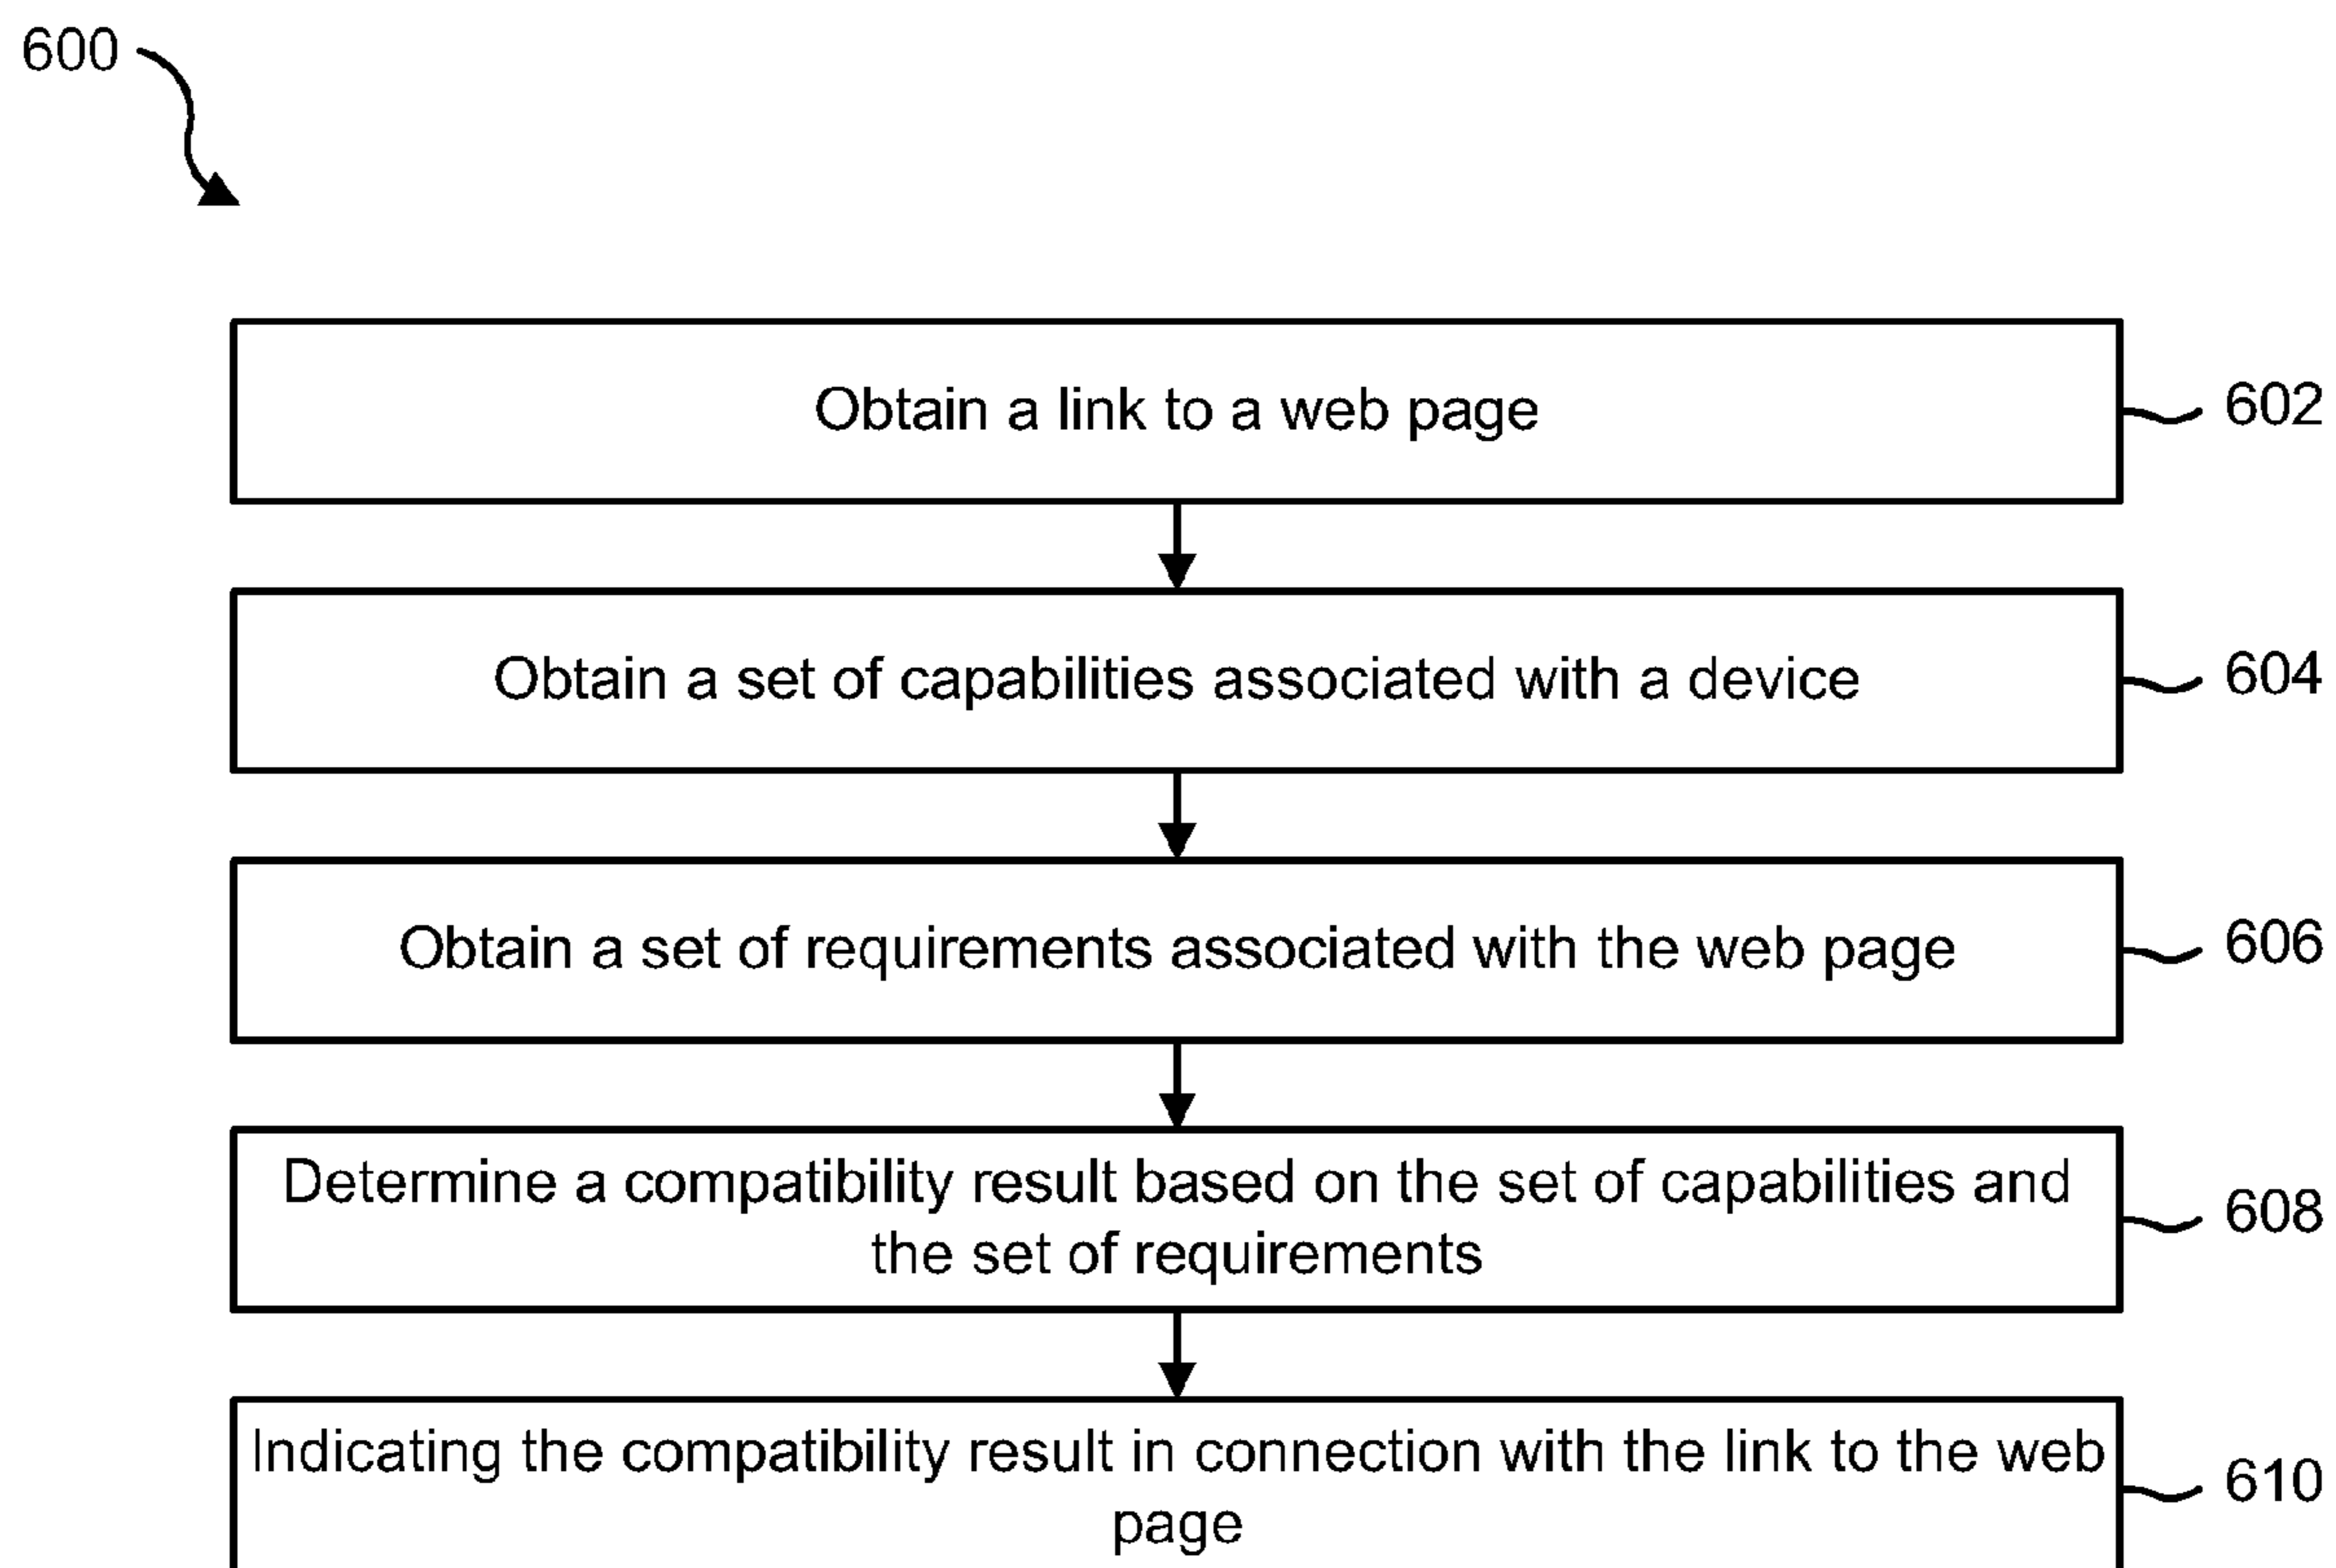 600
Obtain a link to a web page
602
Obtain a set of capabilities associated with a device
604
Obtain a set of requirements associated with the web page
606
Determine a compatibility result based on the set of capabilities and
the set of requirements
608
Indicating the compatibility result in connection with the link to the web
page
610